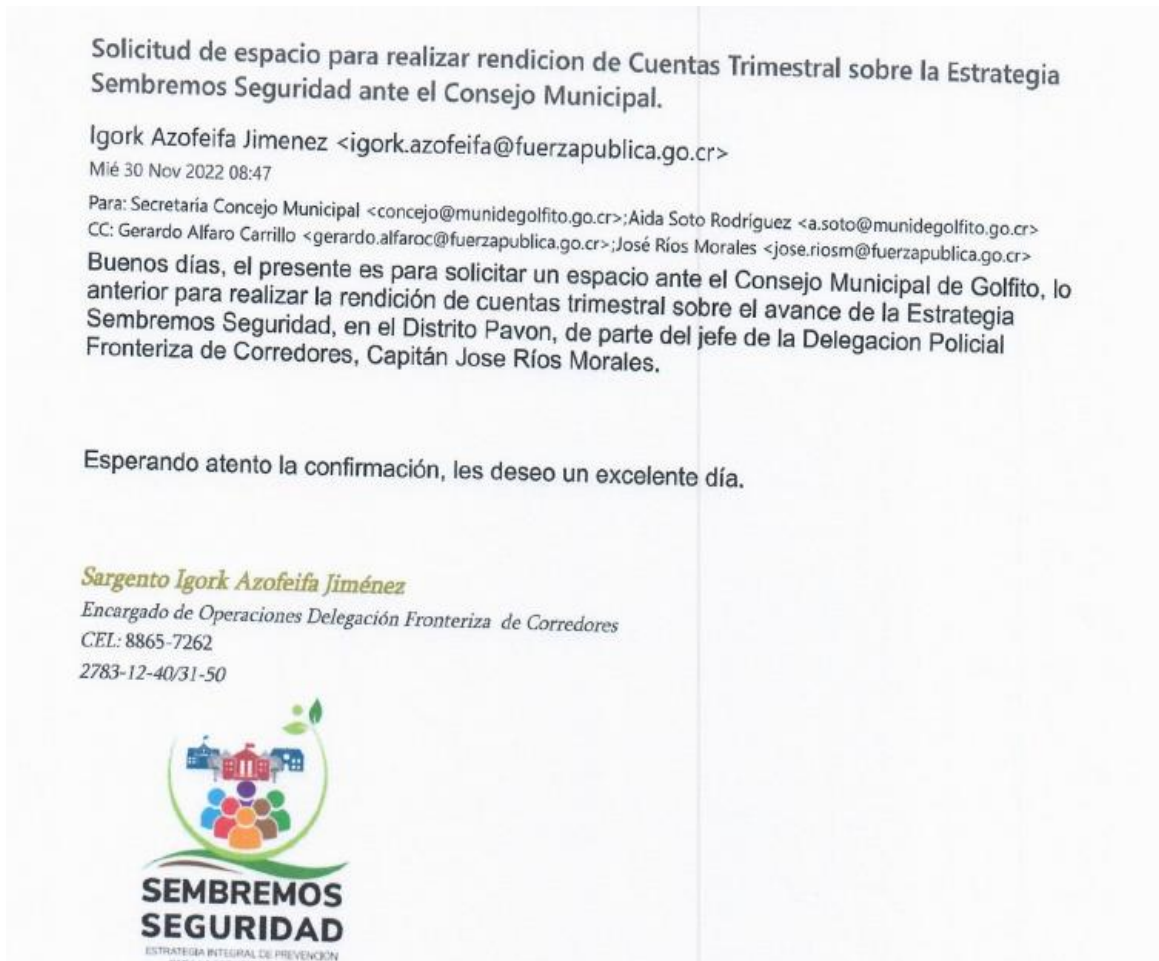 Solicitud de espacio para realizar rendicion de Cuentas Trimestral sobre la Estrategia
Sembremos Seguridad ante el Consejo Municipal.
Igork Azofeifa Jimenez <igork.azofeifa@fuerzapublica.go.cr>
Mié 30 Nov 2022 08:47
Para: Secretaría Concejo Municipal <concejo@munidegolfito.go.cr>;Aida Soto Rodríguez <a.soto@munidegolfito.go.cr>
CC: Gerardo Alfaro Carrillo <gerardo.alfaroc@fuerzapublica.go.cr>;José Ríos Morales <jose.riosm@fuerzapublica.go.cr>
Buenos días, el presente es para solicitar un espacio ante el Consejo Municipal de Golfito, lo
anterior para realizar la rendición de cuentas trimestral sobre el avance de la Estrategia
Sembremos Seguridad, en el Distrito Pavon, de parte del jefe de la Delegacion Policial
Fronteriza de Corredores, Capitán Jose Ríos Morales.
Esperando atento la confirmación, les deseo un excelente día.
Sargento Igork Azofeifa Jiménez
Encargado de Operaciones Delegación Fronteriza de Corredores
CEL: 8865-7262
2783-12-40/31-50
SEMBREMOS
SEGURIDAD
ESTRATEGIA INTEGRAL DE PREVENCIÓN